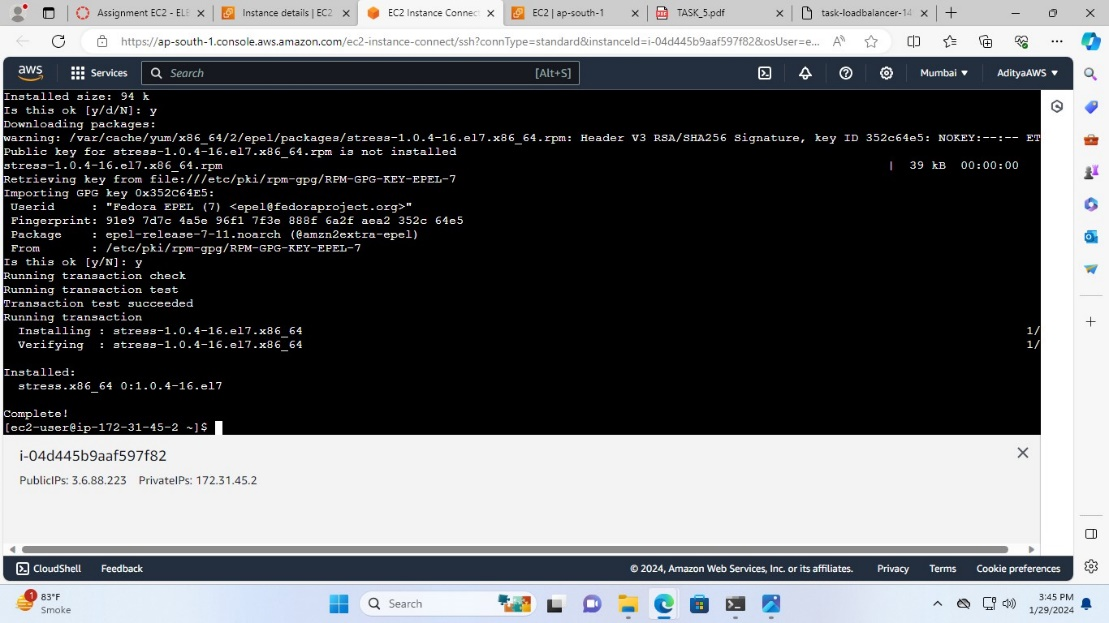 Assignment EC2 - ELB
Instance details | EC2
EC2 Instance Connect
EC2 | ap-south-1
TASK_5.pdf
task-loadbalancer-14
https://ap-south-1.console.aws.amazon.com/ec2-instance-connect/ssh?connType=standard&instanceId=i-04d445b9aaf597f82&osUser=e...
aws
Services
Search
[Alt+S]
Mumbai
AdityaAWS
Installed size: 94 k
Is this ok [y/d/N]: y
Downloading packages:
warning: /var/cache/yum/x86_64/2/epel/packages/stress-1.0.4-16.el7.x86_64.rpm: Header V3 RSA/SHA256 Signature, key ID 352c64e5: NOKEY:--:-- ET
Public key for stress-1.0.4-16.el7.x86_64.rpm is not installed
stress-1.0.4-16.el7.x86_64.rpm | 39 kB 00:00:00
Retrieving key from file:///etc/pki/rpm-gpg/RPM-GPG-KEY-EPEL-7
Importing GPG key 0x352C64E5:
Userid : "Fedora EPEL (7) <epel@fedoraproject.org>"
Fingerprint: 91e9 7d7c 4a5e 96f1 7f3e 888f 6a2f aea2 352c 64e5
Package : epel-release-7-11.noarch (@amzn2extra-epel)
From : /etc/pki/rpm-gpg/RPM-GPG-KEY-EPEL-7
Is this ok [y/N]: y
Running transaction check
Running transaction test
Transaction test succeeded
Running transaction
Installing : stress-1.0.4-16.el7.x86_64 1/
Verifying : stress-1.0.4-16.el7.x86_64 1/
Installed:
stress.x86_64 0:1.0.4-16.el7
Complete!
[ec2-user@ip-172-31-45-2 ~]$
i-04d445b9aaf597f82
PublicIPs: 3.6.88.223 PrivateIPs: 172.31.45.2
CloudShell
Feedback
© 2024, Amazon Web Services, Inc. or its affiliates.
Privacy
Terms
Cookie preferences
1
83°F
Smoke
Search
3:45 PM
1/29/2024